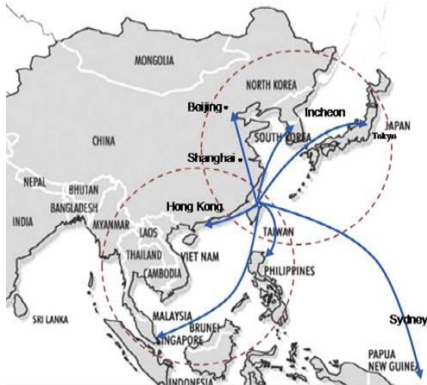 MONGOLIA
NORTH KOREA
Beijing
Incheon
JAPAN
SOUTH KOREA
Tokyo
CHINA
Shanghai
NEPAL
BHUTAN
BANGLADESH
Hong Kong
INDIA
MYANMAR
LAOS
TAIWAN
VIET NAM
THAILAND
CAMBODIA
PHILIPPINES
SRI LANKA
MALAYSIA
BRUNEI
Sydney
SINGAPORE
PAPUA
NEW GUINEA
INDONESIA